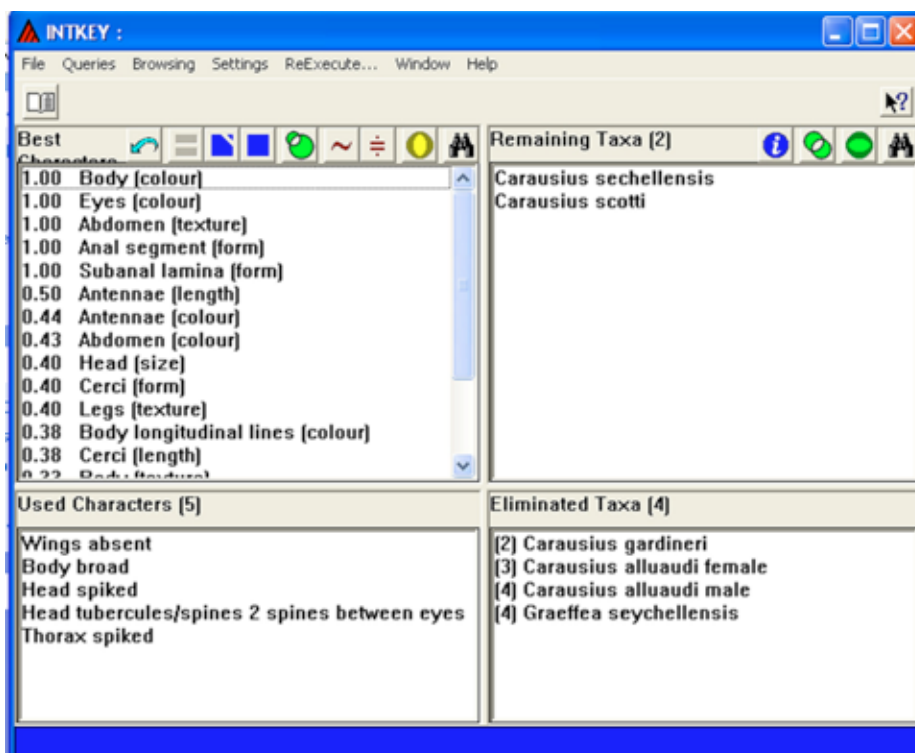 INTKEY :
File Queries Browsing Settings ReExecute... Window Help
Best
Remaining Taxa (2)
1.00 Body (colour)
1.00 Eyes (colour)
1.00 Abdomen (texture)
1.00 Anal segment (form)
1.00 Subanal lamina (form)
0.50 Antennae (length)
0.44 Antennae (colour)
0.43 Abdomen (colour)
0.40 Head (size)
0.40 Cerci (form)
0.40 Legs (texture)
0.38 Body longitudinal lines (colour)
0.38 Cerci (length)
Carausius sechellensis
Carausius scotti
Used Characters (5)
Wings absent
Body broad
Head spiked
Head tubercules/spines 2 spines between eyes
Thorax spiked
Eliminated Taxa (4)
(2) Carausius gardineri
(3) Carausius alluaudi female
(4) Carausius alluaudi male
(4) Graeffea seychellensis